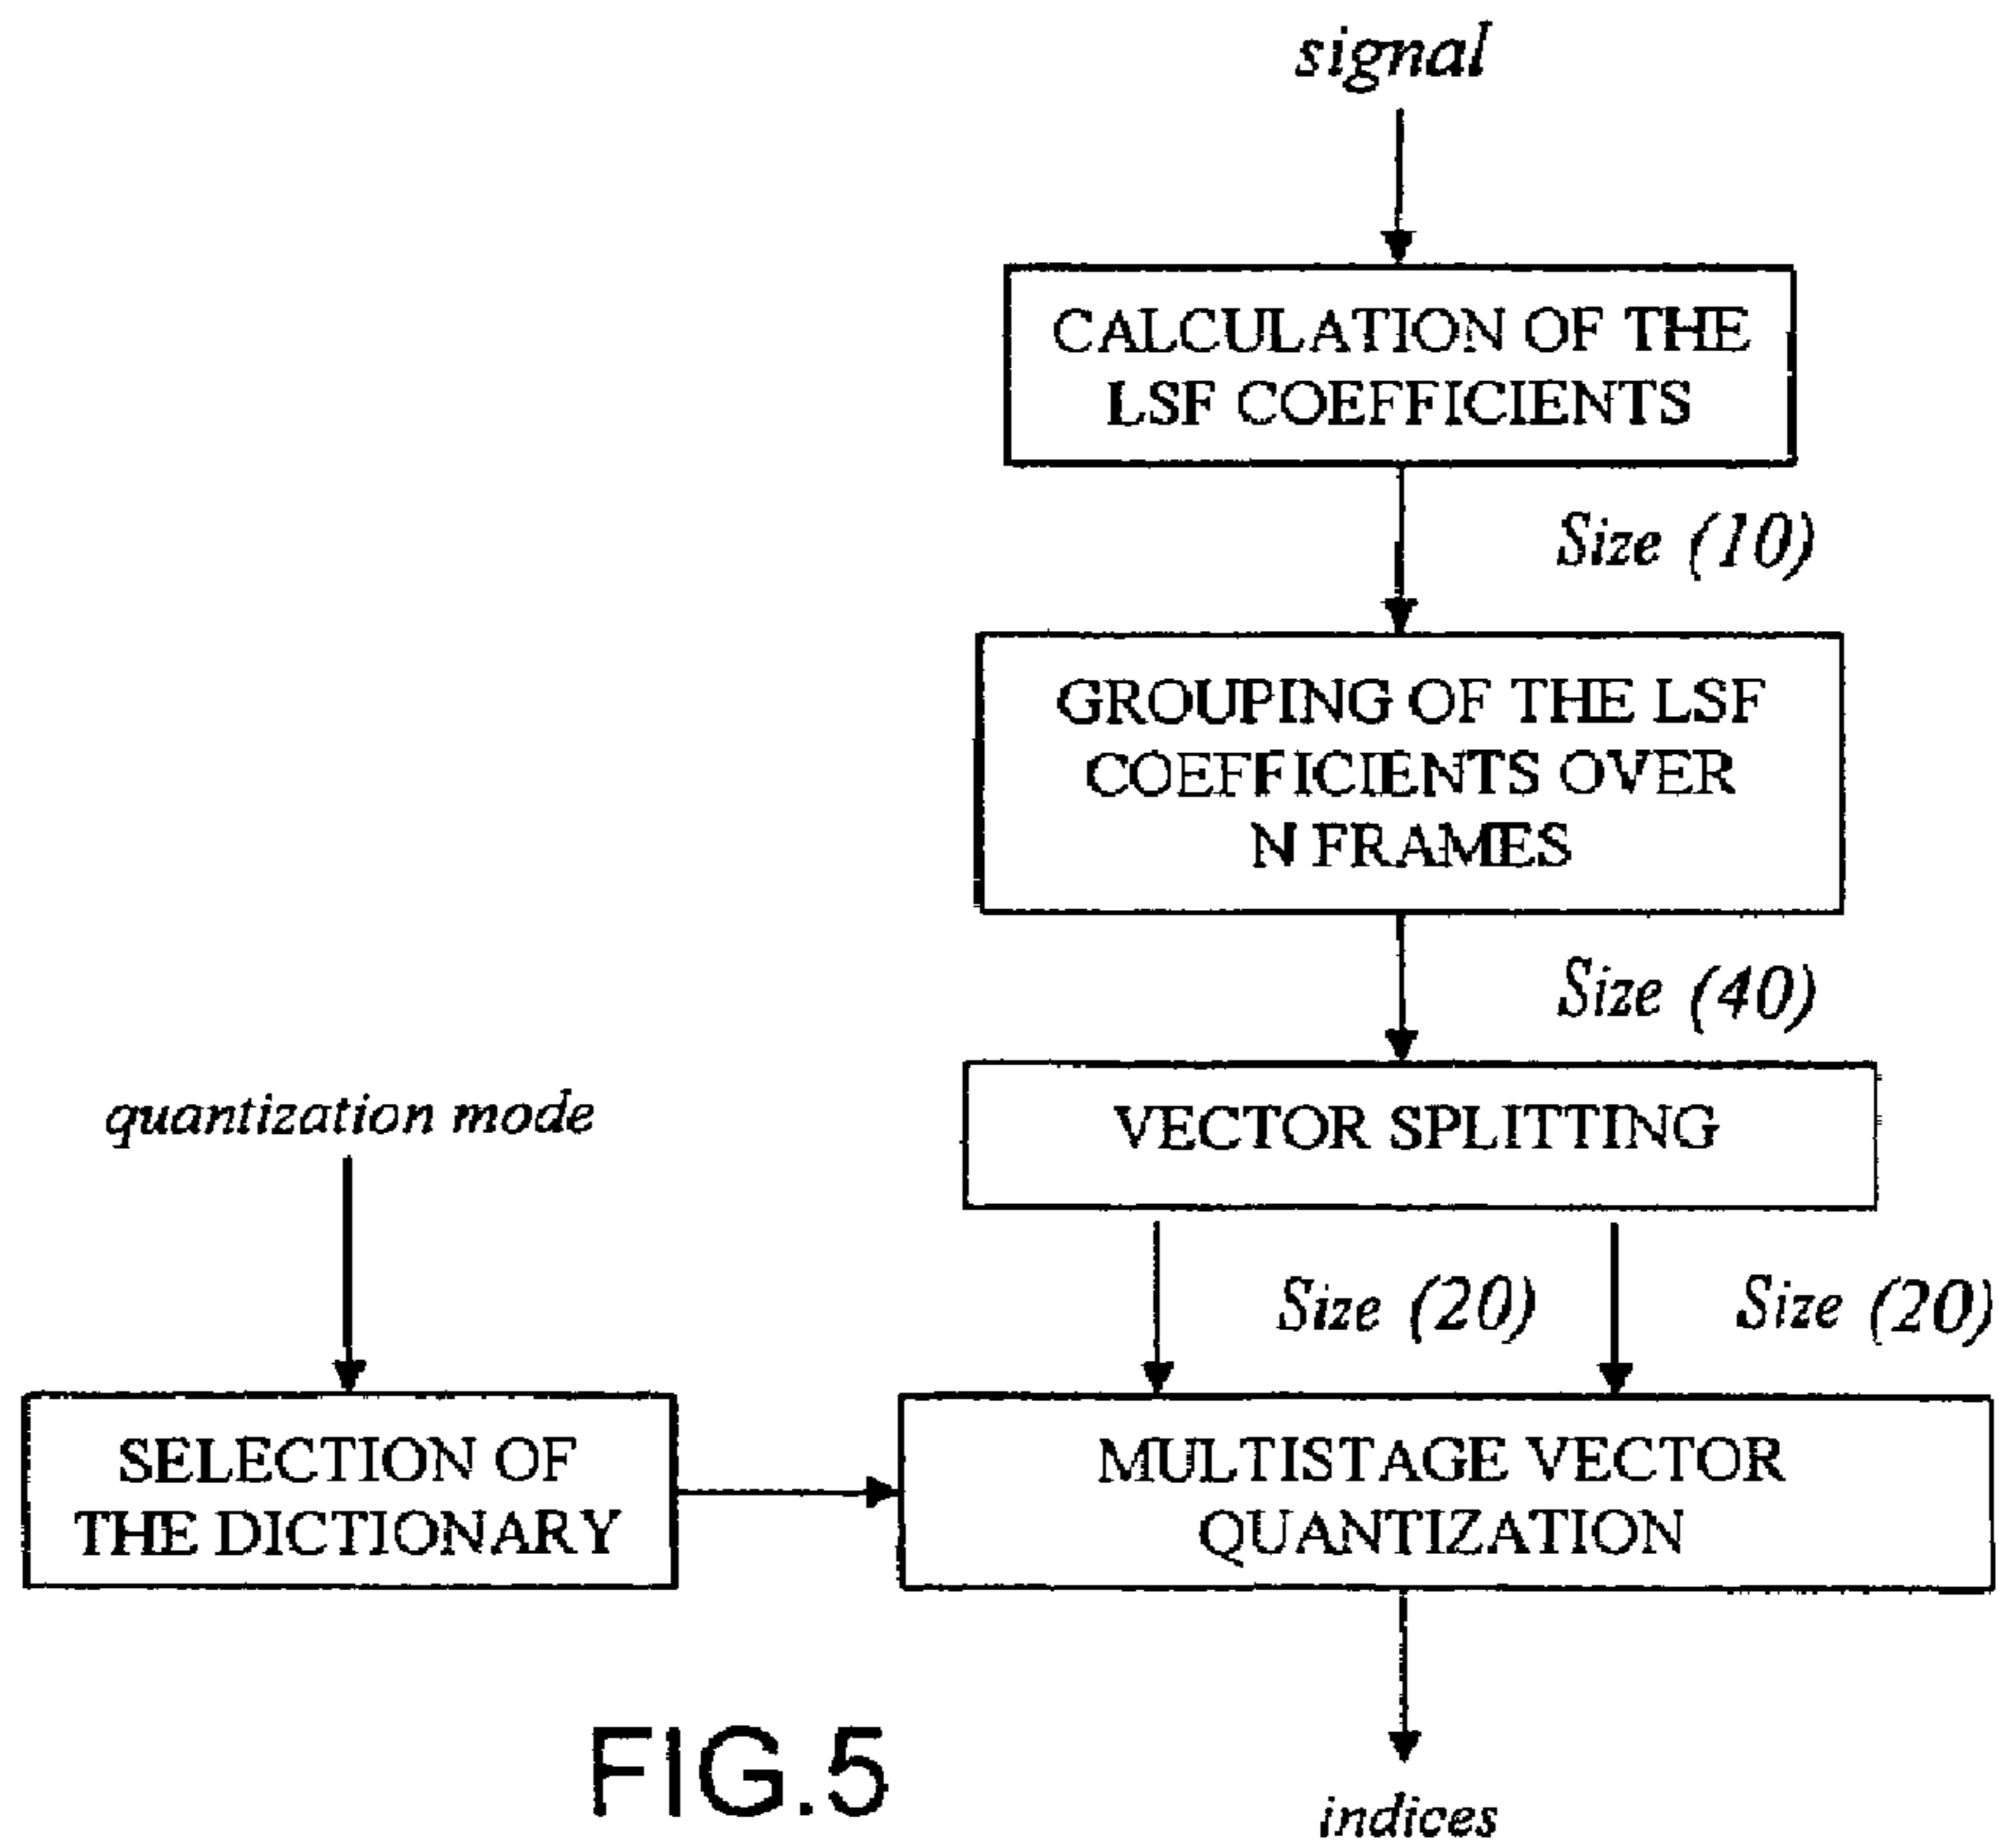 signal
CALCULATION OF THE
LSF COEFFICIENTS
Size (10)
GROUPING OF THE LSF
COEFFICIENTS OVER
N FRAMES
Size (40)
VECTOR SPLITTING
quantization mode
Size (20)
Size (20)
SELECTION OF
THE DICTIONARY
MULTISTAGE VECTOR
QUANTIZATION
indices
FIG.5